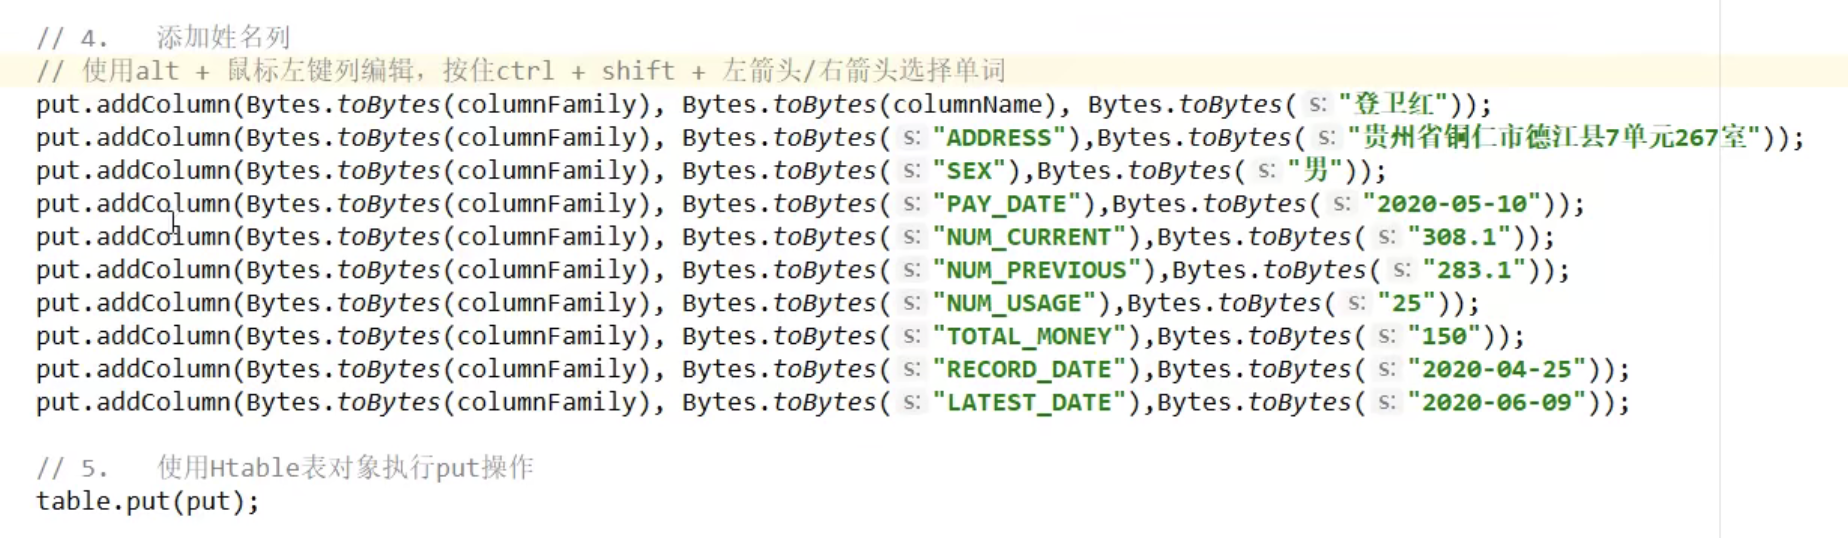 // 4.   添加姓名列
// 使用alt + 鼠标左键列编辑，按住ctrl + shift + 左箭头/右箭头选择单词
put.addColumn(Bytes.toBytes(columnFamily), Bytes.toBytes(columnName), Bytes.toBytes( s: "登卫红"));
put.addColumn(Bytes.toBytes(columnFamily), Bytes.toBytes( s: "ADDRESS"),Bytes.toBytes( s: "贵州省铜仁市德江县7单元267室"));
put.addColumn(Bytes.toBytes(columnFamily), Bytes.toBytes( s: "SEX"),Bytes.toBytes( s: "男"));
put.addColumn(Bytes.toBytes(columnFamily), Bytes.toBytes( s: "PAY_DATE"),Bytes.toBytes( s: "2020-05-10"));
put.addColumn(Bytes.toBytes(columnFamily), Bytes.toBytes( s: "NUM_CURRENT"),Bytes.toBytes( s: "308.1"));
put.addColumn(Bytes.toBytes(columnFamily), Bytes.toBytes( s: "NUM_PREVIOUS"),Bytes.toBytes( s: "283.1"));
put.addColumn(Bytes.toBytes(columnFamily), Bytes.toBytes( s: "NUM_USAGE"),Bytes.toBytes( s: "25"));
put.addColumn(Bytes.toBytes(columnFamily), Bytes.toBytes( s: "TOTAL_MONEY"),Bytes.toBytes( s: "150"));
put.addColumn(Bytes.toBytes(columnFamily), Bytes.toBytes( s: "RECORD_DATE"),Bytes.toBytes( s: "2020-04-25"));
put.addColumn(Bytes.toBytes(columnFamily), Bytes.toBytes( s: "LATEST_DATE"),Bytes.toBytes( s: "2020-06-09"));
// 5.   使用Htable表对象执行put操作
table.put(put);